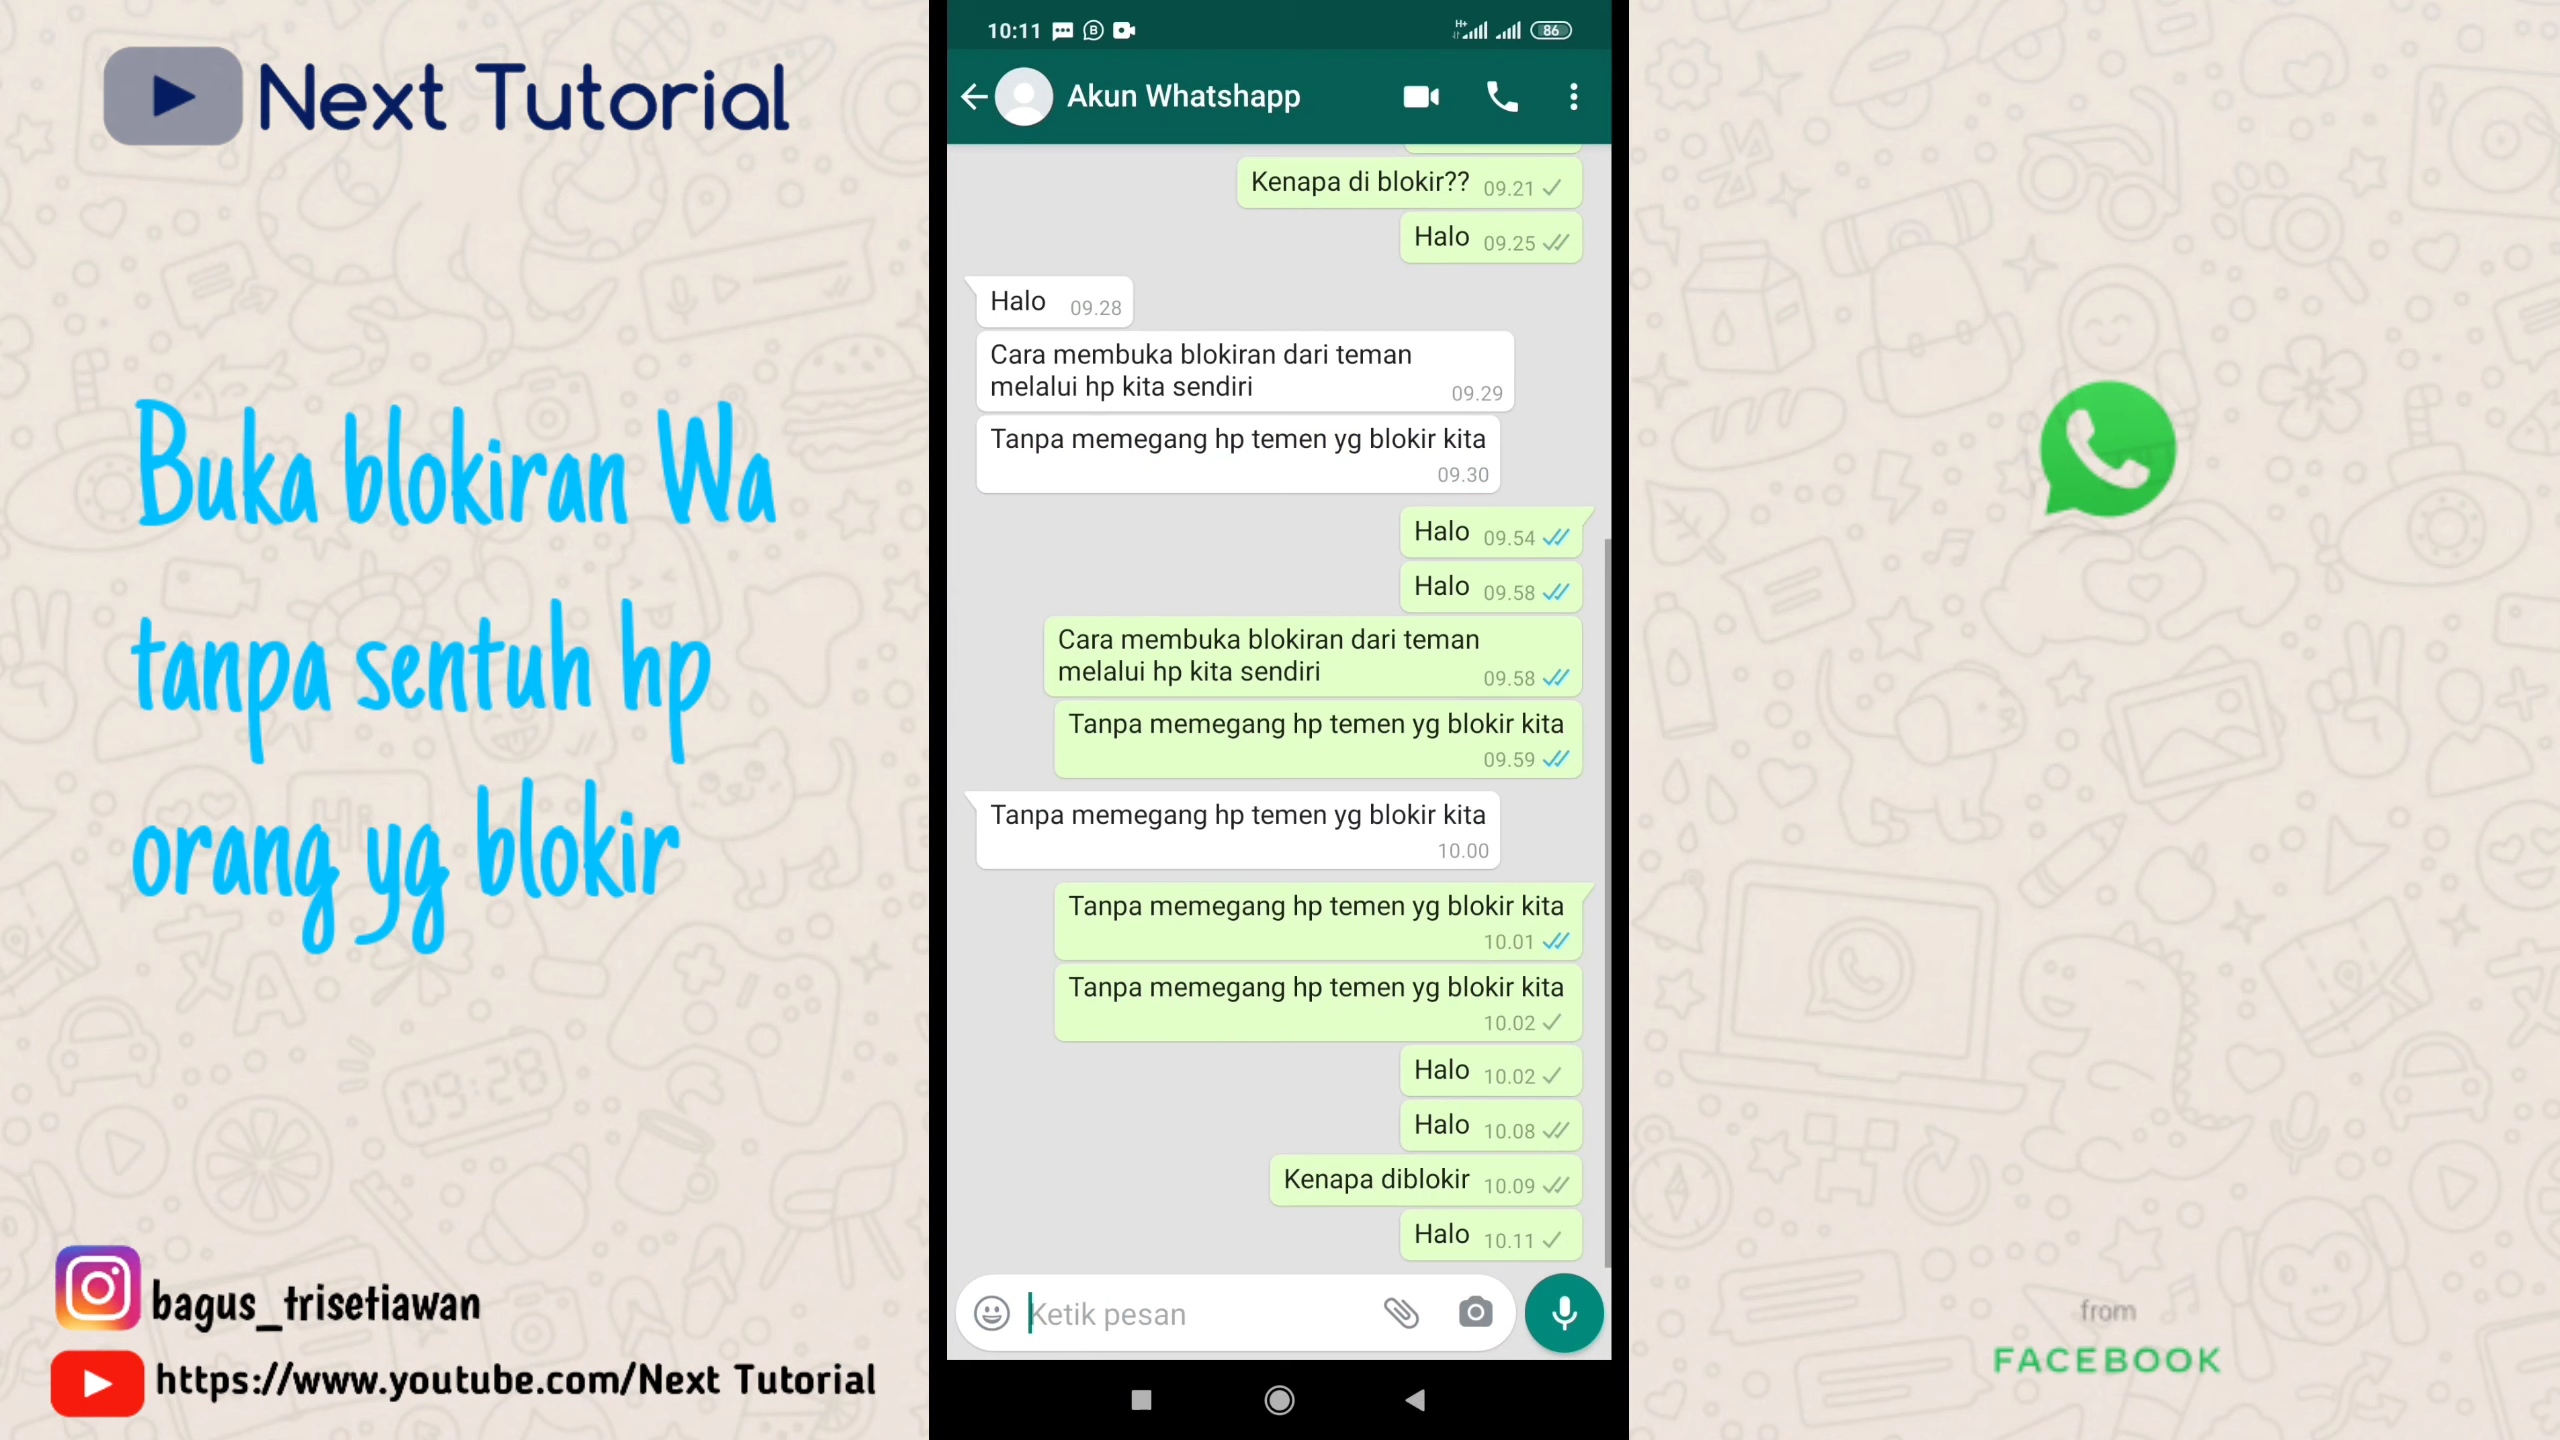 Next Tutorial
Buka blokiran Wa
tanpa sentuh hp
orang yg blokir
bagus_trisetiawan
https://www.youtube.com/Next Tutorial
10:11
H+
86
Akun Whatshapp
Kenapa di blokir?? 09.21
Halo 09.25
Halo 09.28
Cara membuka blokiran dari teman
melalui hp kita sendiri 09.29
Tanpa memegang hp temen yg blokir kita
09.30
Halo 09.54
Halo 09.58
Cara membuka blokiran dari teman
melalui hp kita sendiri 09.58
Tanpa memegang hp temen yg blokir kita
09.59
Tanpa memegang hp temen yg blokir kita
10.00
Tanpa memegang hp temen yg blokir kita
10.01
Tanpa memegang hp temen yg blokir kita
10.02
Halo 10.02
Halo 10.08
Kenapa diblokir 10.09
Halo 10.11
Ketik pesan
from
FACEBOOK
09:28